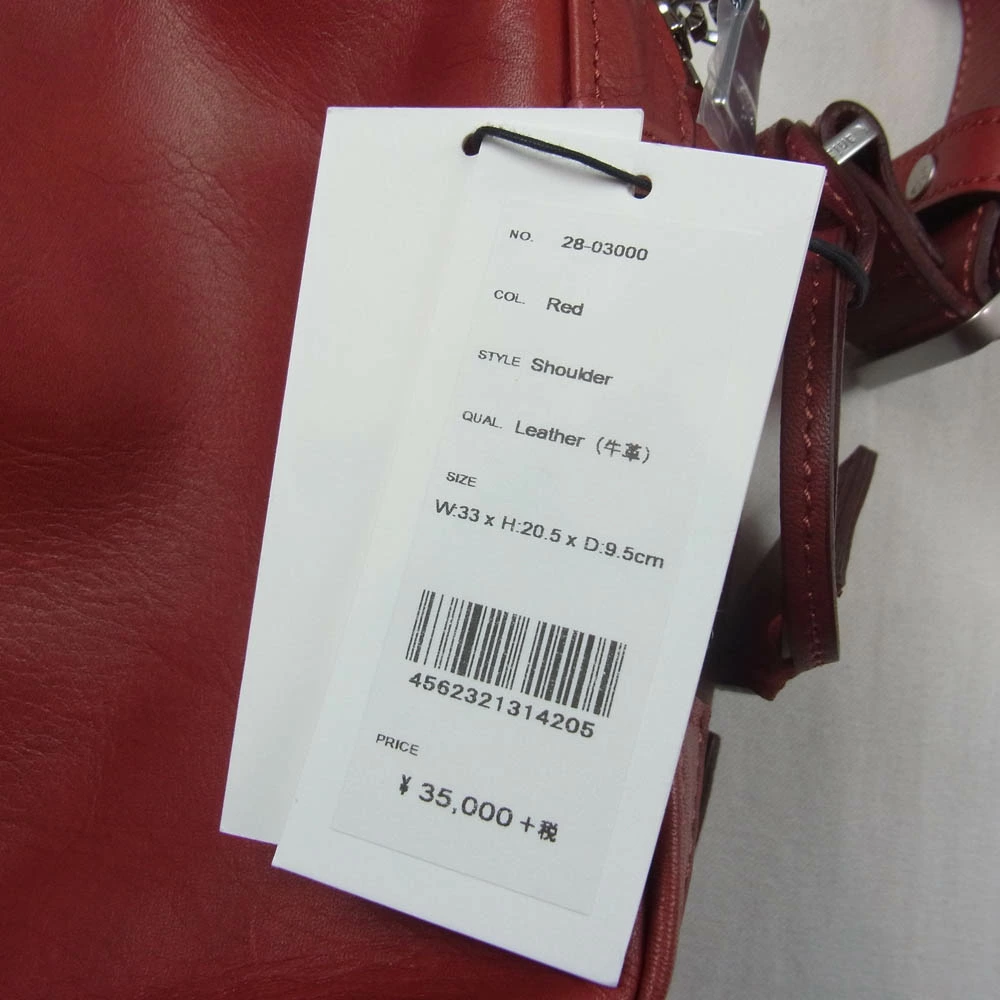 NO. 28-03000
COL. Red
STYLE Shoulder
QUAL. Leather (牛革)
SIZE
W:33 x H:20.5 x D:9.5cm
4562321314205
PRICE
¥ 35,000+税